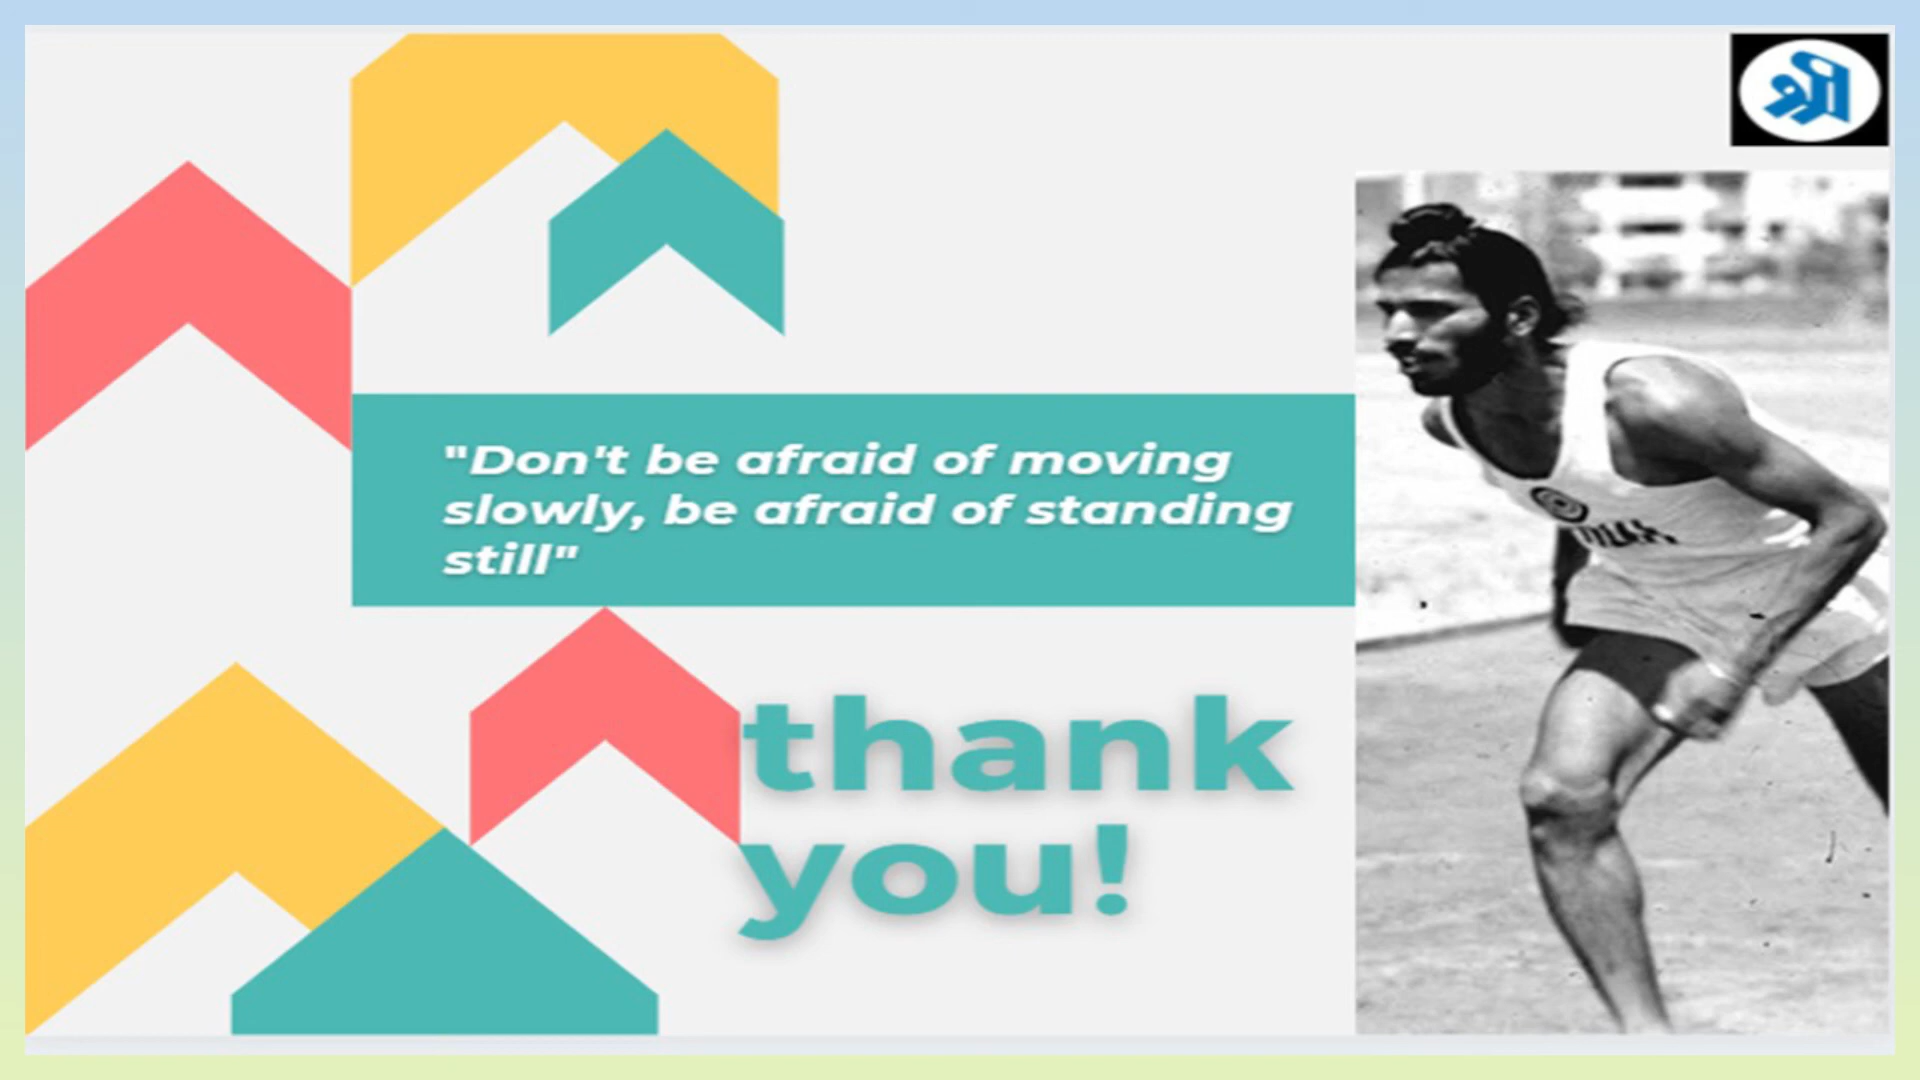 श्री
"Don't be afraid of moving
slowly, be afraid of standing
still"
thank
you!